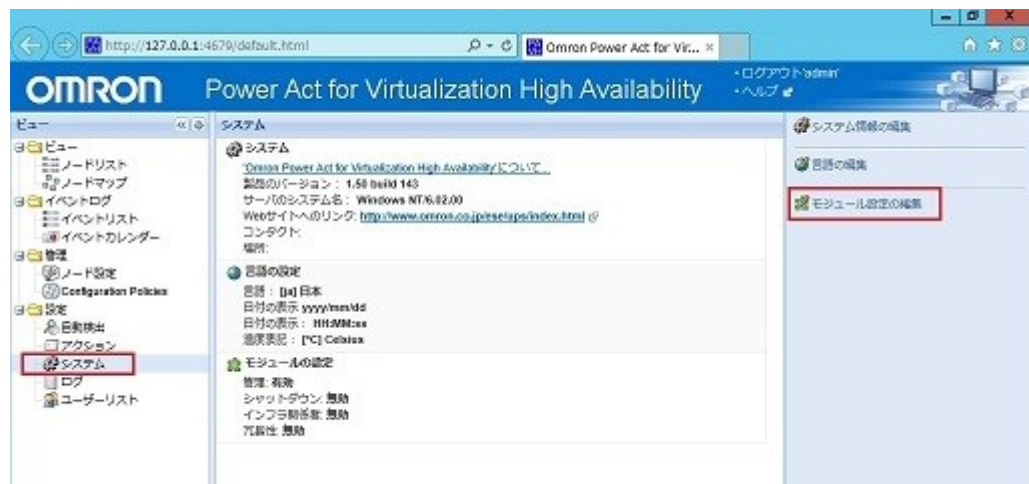 http://127.0.0.1:4679/default.html
Omron Power Act for Vir...
OMRON
Power Act for Virtualization High Availability
・ログアウト'admin'
・ヘルプ
ビュー
ビュー
ノードリスト
ノードマップ
イベントログ
イベントリスト
イベントカレンダー
管理
ノード設定
Configuration Policies
設定
自動検出
アクション
システム
ログ
ユーザーリスト
システム
システム
'Omron Power Act for Virtualization High Availability'について...
製品のバージョン： 1.50 build 143
サーバのシステム名： Windows NT/6.02.00
Webサイトへのリンク: http://www.omron.co.jp/ese/ups/index.html
コンタクト:
場所:
言語の設定
言語： [ja] 日本
日付の表示 yyyy/mm/dd
日付の表示： HH:MM:ss
温度表記： [°C] Celsius
モジュールの設定
管理: 有効
シャットダウン: 無効
インフラ関係者: 無効
冗長性: 無効
システム情報の編集
言語の編集
モジュール設定の編集